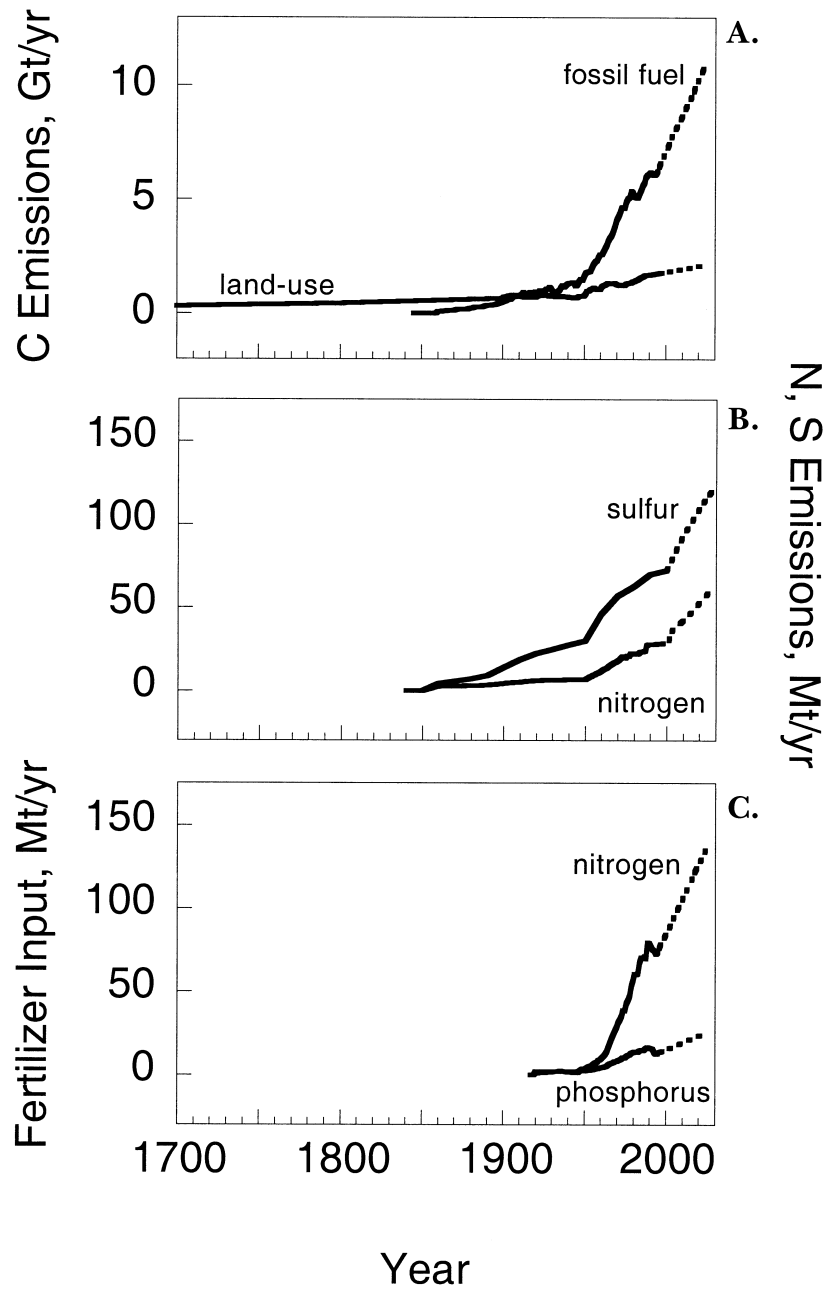 A.
C Emissions, Gt/yr
10
5
0
fossil fuel
land-use
B.
N, S Emissions, Mt/yr
150
100
50
0
sulfur
nitrogen
C.
Fertilizer Input, Mt/yr
150
100
50
0
nitrogen
phosphorus
1700 1800 1900 2000
Year